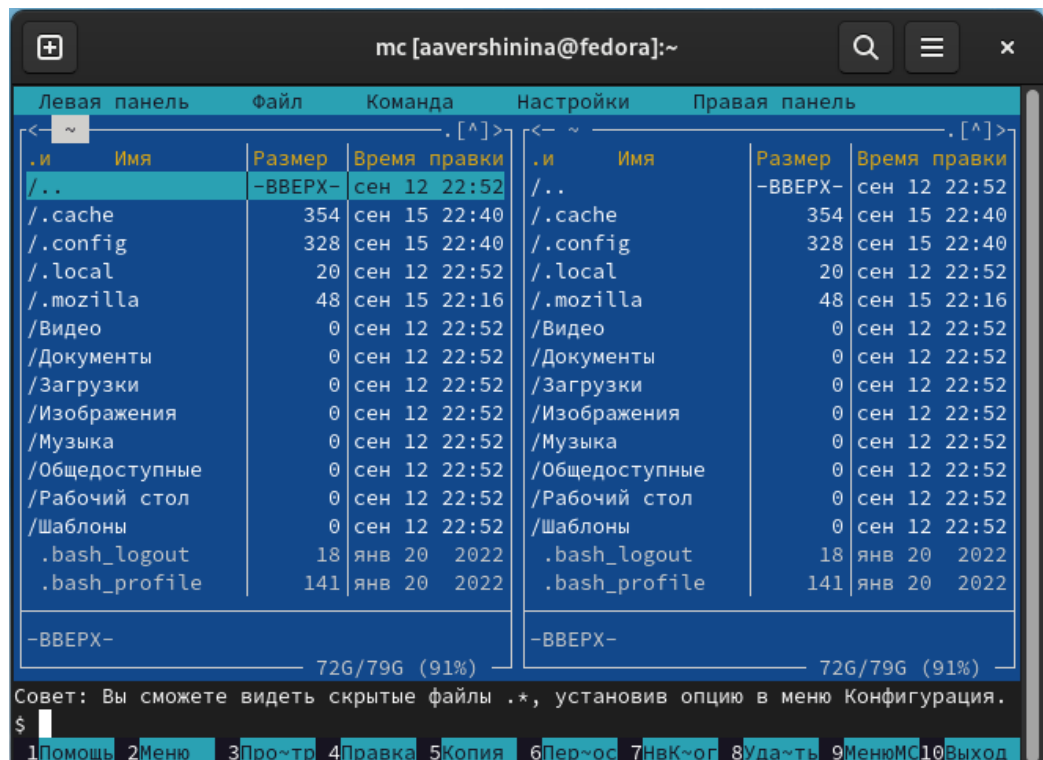 mc [aavershinina@fedora]:~
Левая панель Файл Команда Настройки Правая панель
<— ~ .[^]> <— ~ .[^]>
.и Имя Размер Время правки .и Имя Размер Время правки
/.. -ВВЕРХ- сен 12 22:52 /.. -ВВЕРХ- сен 12 22:52
/.cache 354 сен 15 22:40 /.cache 354 сен 15 22:40
/.config 328 сен 15 22:40 /.config 328 сен 15 22:40
/.local 20 сен 12 22:52 /.local 20 сен 12 22:52
/.mozilla 48 сен 15 22:16 /.mozilla 48 сен 15 22:16
/Видео 0 сен 12 22:52 /Видео 0 сен 12 22:52
/Документы 0 сен 12 22:52 /Документы 0 сен 12 22:52
/Загрузки 0 сен 12 22:52 /Загрузки 0 сен 12 22:52
/Изображения 0 сен 12 22:52 /Изображения 0 сен 12 22:52
/Музыка 0 сен 12 22:52 /Музыка 0 сен 12 22:52
/Общедоступные 0 сен 12 22:52 /Общедоступные 0 сен 12 22:52
/Рабочий стол 0 сен 12 22:52 /Рабочий стол 0 сен 12 22:52
/Шаблоны 0 сен 12 22:52 /Шаблоны 0 сен 12 22:52
.bash_logout 18 янв 20 2022 .bash_logout 18 янв 20 2022
.bash_profile 141 янв 20 2022 .bash_profile 141 янв 20 2022
-ВВЕРХ- -ВВЕРХ-
72G/79G (91%) 72G/79G (91%)
Совет: Вы сможете видеть скрытые файлы .*, установив опцию в меню Конфигурация.
$
1Помощь 2Меню 3Про~тр 4Правка 5Копия 6Пер~ос 7НвК~ог 8Уда~ть 9МенюMC10Выход